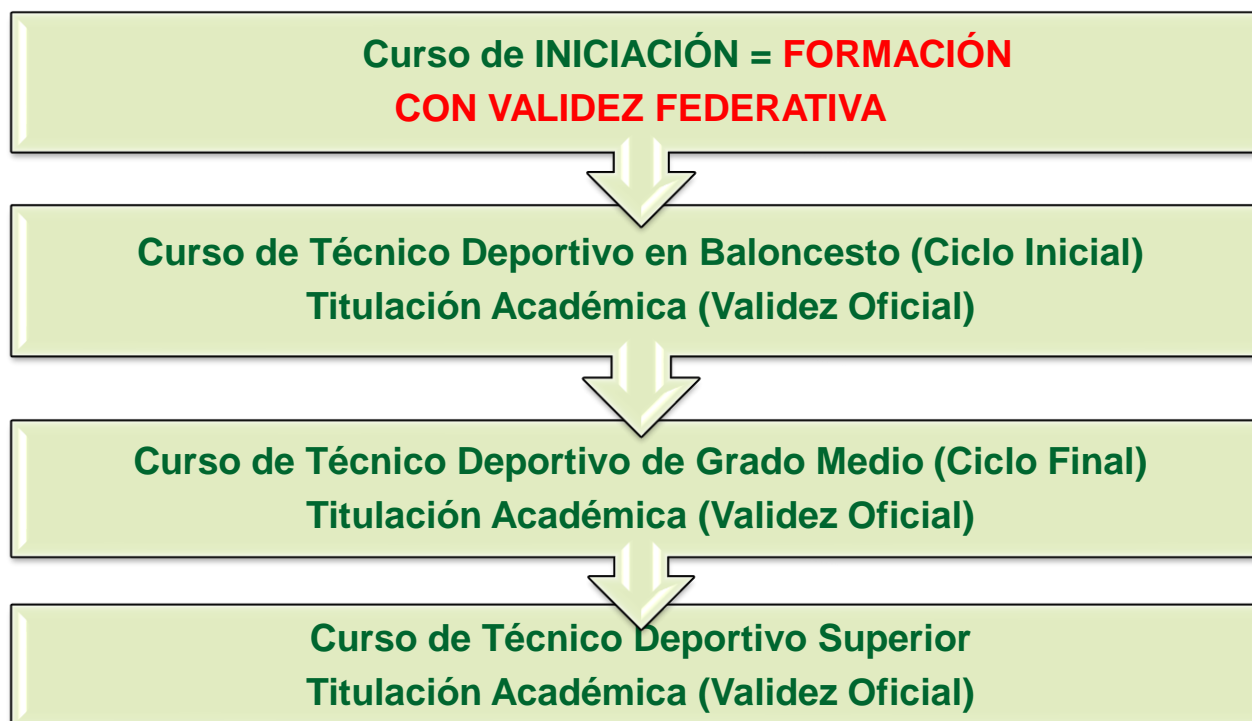 Curso de INICIACIÓN = FORMACIÓN
CON VALIDEZ FEDERATIVA
Curso de Técnico Deportivo en Baloncesto (Ciclo Inicial)
Titulación Académica (Validez Oficial)
Curso de Técnico Deportivo de Grado Medio (Ciclo Final)
Titulación Académica (Validez Oficial)
Curso de Técnico Deportivo Superior
Titulación Académica (Validez Oficial)